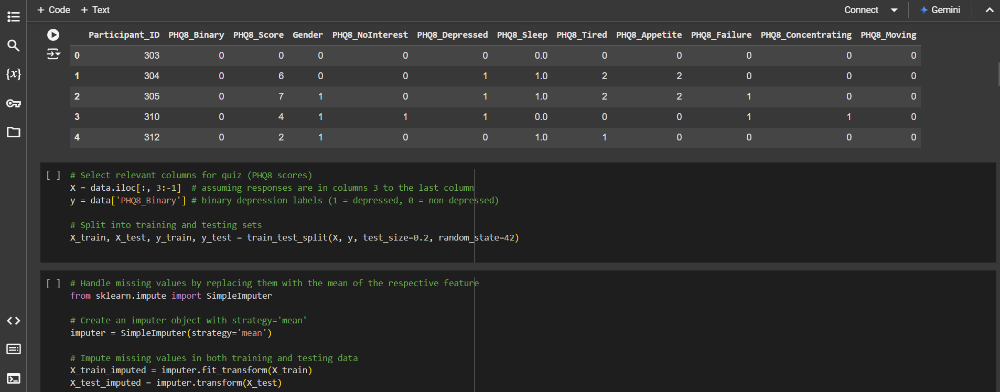 + Code + Text Connect Gemini
Participant_ID PHQ8_Binary PHQ8_Score Gender PHQ8_NoInterest PHQ8_Depressed PHQ8_Sleep PHQ8_Tired PHQ8_Appetite PHQ8_Failure PHQ8_Concentrating PHQ8_Moving
0 303 0 0 0 0 0 0.0 0 0 0 0 0
1 304 0 6 0 0 1 1.0 2 2 0 0 0
2 305 0 7 1 0 1 1.0 2 2 1 0 0
3 310 0 4 1 1 1 0.0 0 0 1 1 0
4 312 0 2 1 0 0 1.0 1 0 0 0 0
[ ] # Select relevant columns for quiz (PHQ8 scores)
X = data.iloc[:, 3:-1]  # assuming responses are in columns 3 to the last column
y = data['PHQ8_Binary'] # binary depression labels (1 = depressed, 0 = non-depressed)
# Split into training and testing sets
X_train, X_test, y_train, y_test = train_test_split(X, y, test_size=0.2, random_state=42)
[ ] # Handle missing values by replacing them with the mean of the respective feature
from sklearn.impute import SimpleImputer
# Create an imputer object with strategy='mean'
imputer = SimpleImputer(strategy='mean')
# Impute missing values in both training and testing data
X_train_imputed = imputer.fit_transform(X_train)
X_test_imputed = imputer.transform(X_test)